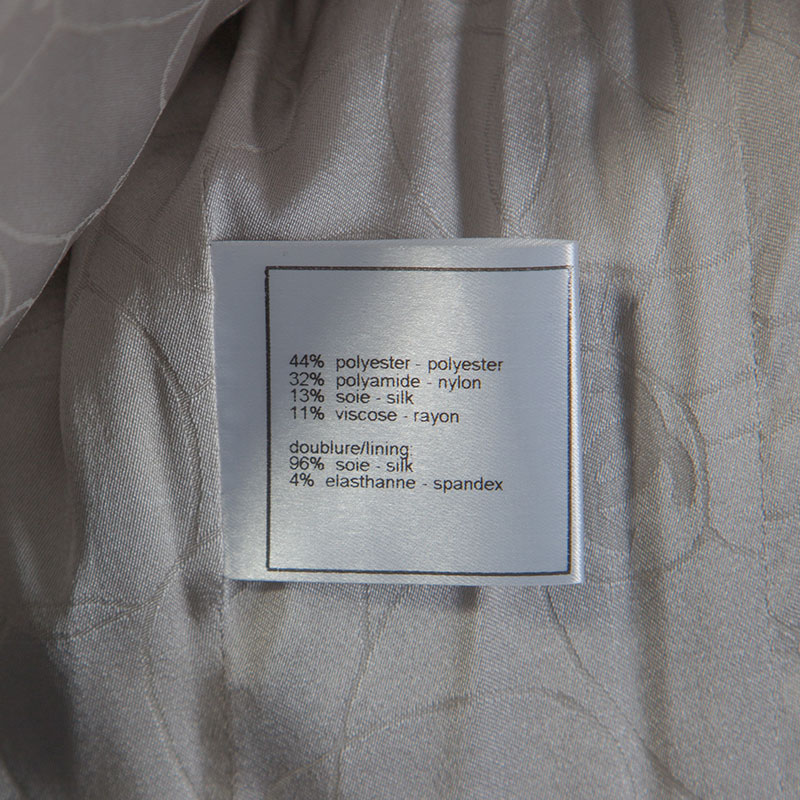 44% polyester - polyester
32% polyamide - nylon
13% soie - silk
11% viscose - rayon
doublure/lining
96% soie - silk
4% elasthanne - spandex